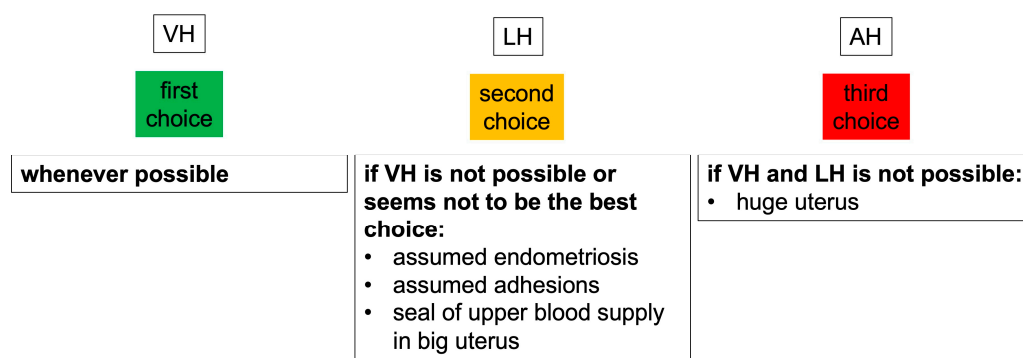 VH
first
choice
whenever possible
LH
second
choice
if VH is not possible or
seems not to be the best
choice:
• assumed endometriosis
• assumed adhesions
• seal of upper blood supply
in big uterus
AH
third
choice
if VH and LH is not possible:
• huge uterus